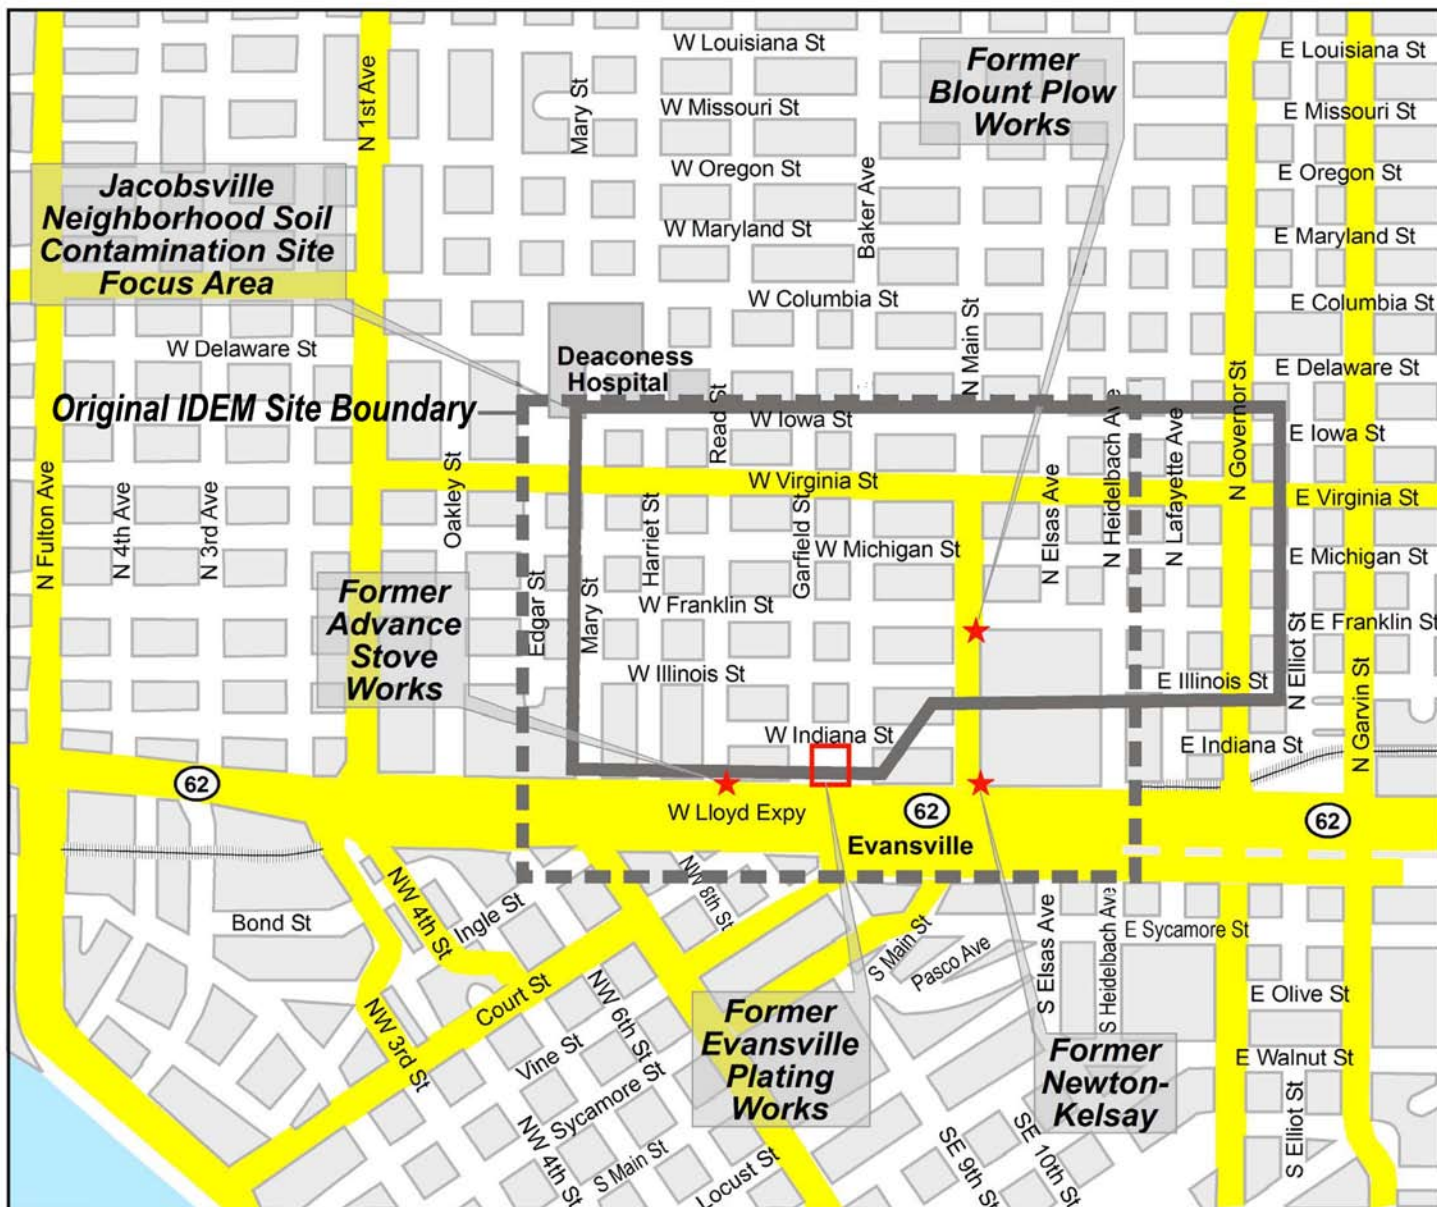 W Louisiana St
E Louisiana St
Former
Blount Plow
Works
N 1st Ave
Mary St
W Missouri St
E Missouri St
W Oregon St
E Oregon St
Baker Ave
Jacobsville
Neighborhood Soil
Contamination Site
Focus Area
W Maryland St
E Maryland St
W Columbia St
E Columbia St
N Main St
W Delaware St
Deaconess
Hospital
E Delaware St
N Governor St
Original IDEM Site Boundary
Read St
W Iowa St
N Heidelbach Ave
N Lafayette Ave
E Iowa St
Oakley St
W Virginia St
E Virginia St
N Fulton Ave
N 4th Ave
N 3rd Ave
Harriet St
Garfield St
W Michigan St
N Elsas Ave
E Michigan St
Former
Advance
Stove
Works
Edgar St
Mary St
W Franklin St
E Franklin St
W Illinois St
E Illinois St
N Elliot St
N Garvin St
W Indiana St
E Indiana St
62
W Lloyd Expy
62
62
Evansville
NW 4th St
Ingle St
NW 8th St
Bond St
S Main St
Pasco Ave
S Elsas Ave
S Heidelbach Ave
E Sycamore St
Court St
NW 3rd St
NW 6th St
E Olive St
Former
Evansville
Plating
Works
Former
Newton-
Kelsay
Vine St
Sycamore St
E Walnut St
NW 4th St
S Main St
Locust St
SE 9th St
SE 10th St
S Elliot St